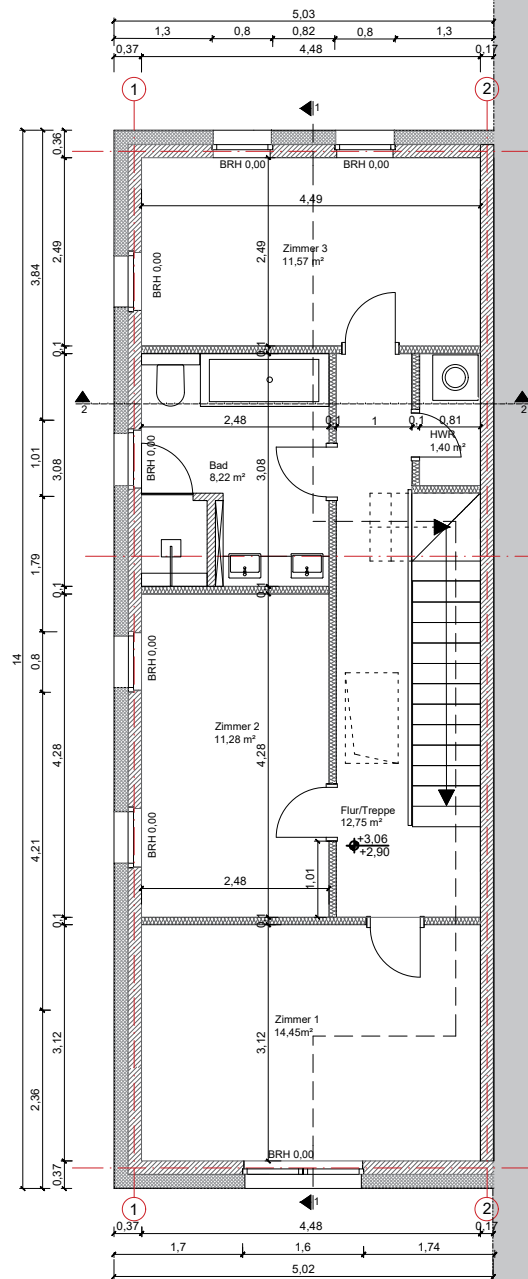 5,03
1,3 0,8 0,82 0,8 1,3
0,37 4,48 0,17
1 2
1
0,36
BRH 0,00 BRH 0,00
4,49
Zimmer 3
11,57 m²
2,49
2,49
3,84
BRH 0,00
0,1
0,1
2 2
2,48 0,1 1 0,1 0,81
HWR
1,40 m²
1,01
3,08
BRH 0,00
Bad
8,22 m²
3,08
1,79
0,1
0,1
14
0,8
BRH 0,00
Zimmer 2
11,28 m²
4,28
4,28
Flur/Treppe
12,75 m²
+3,06
+2,90
4,21
BRH 0,00
2,48
1,01
0,1
0,1
Zimmer 1
14,45m²
3,12
3,12
2,36
BRH 0,00
0,37
1 1 2
0,37 4,48 0,17
1,7 1,6 1,74
5,02